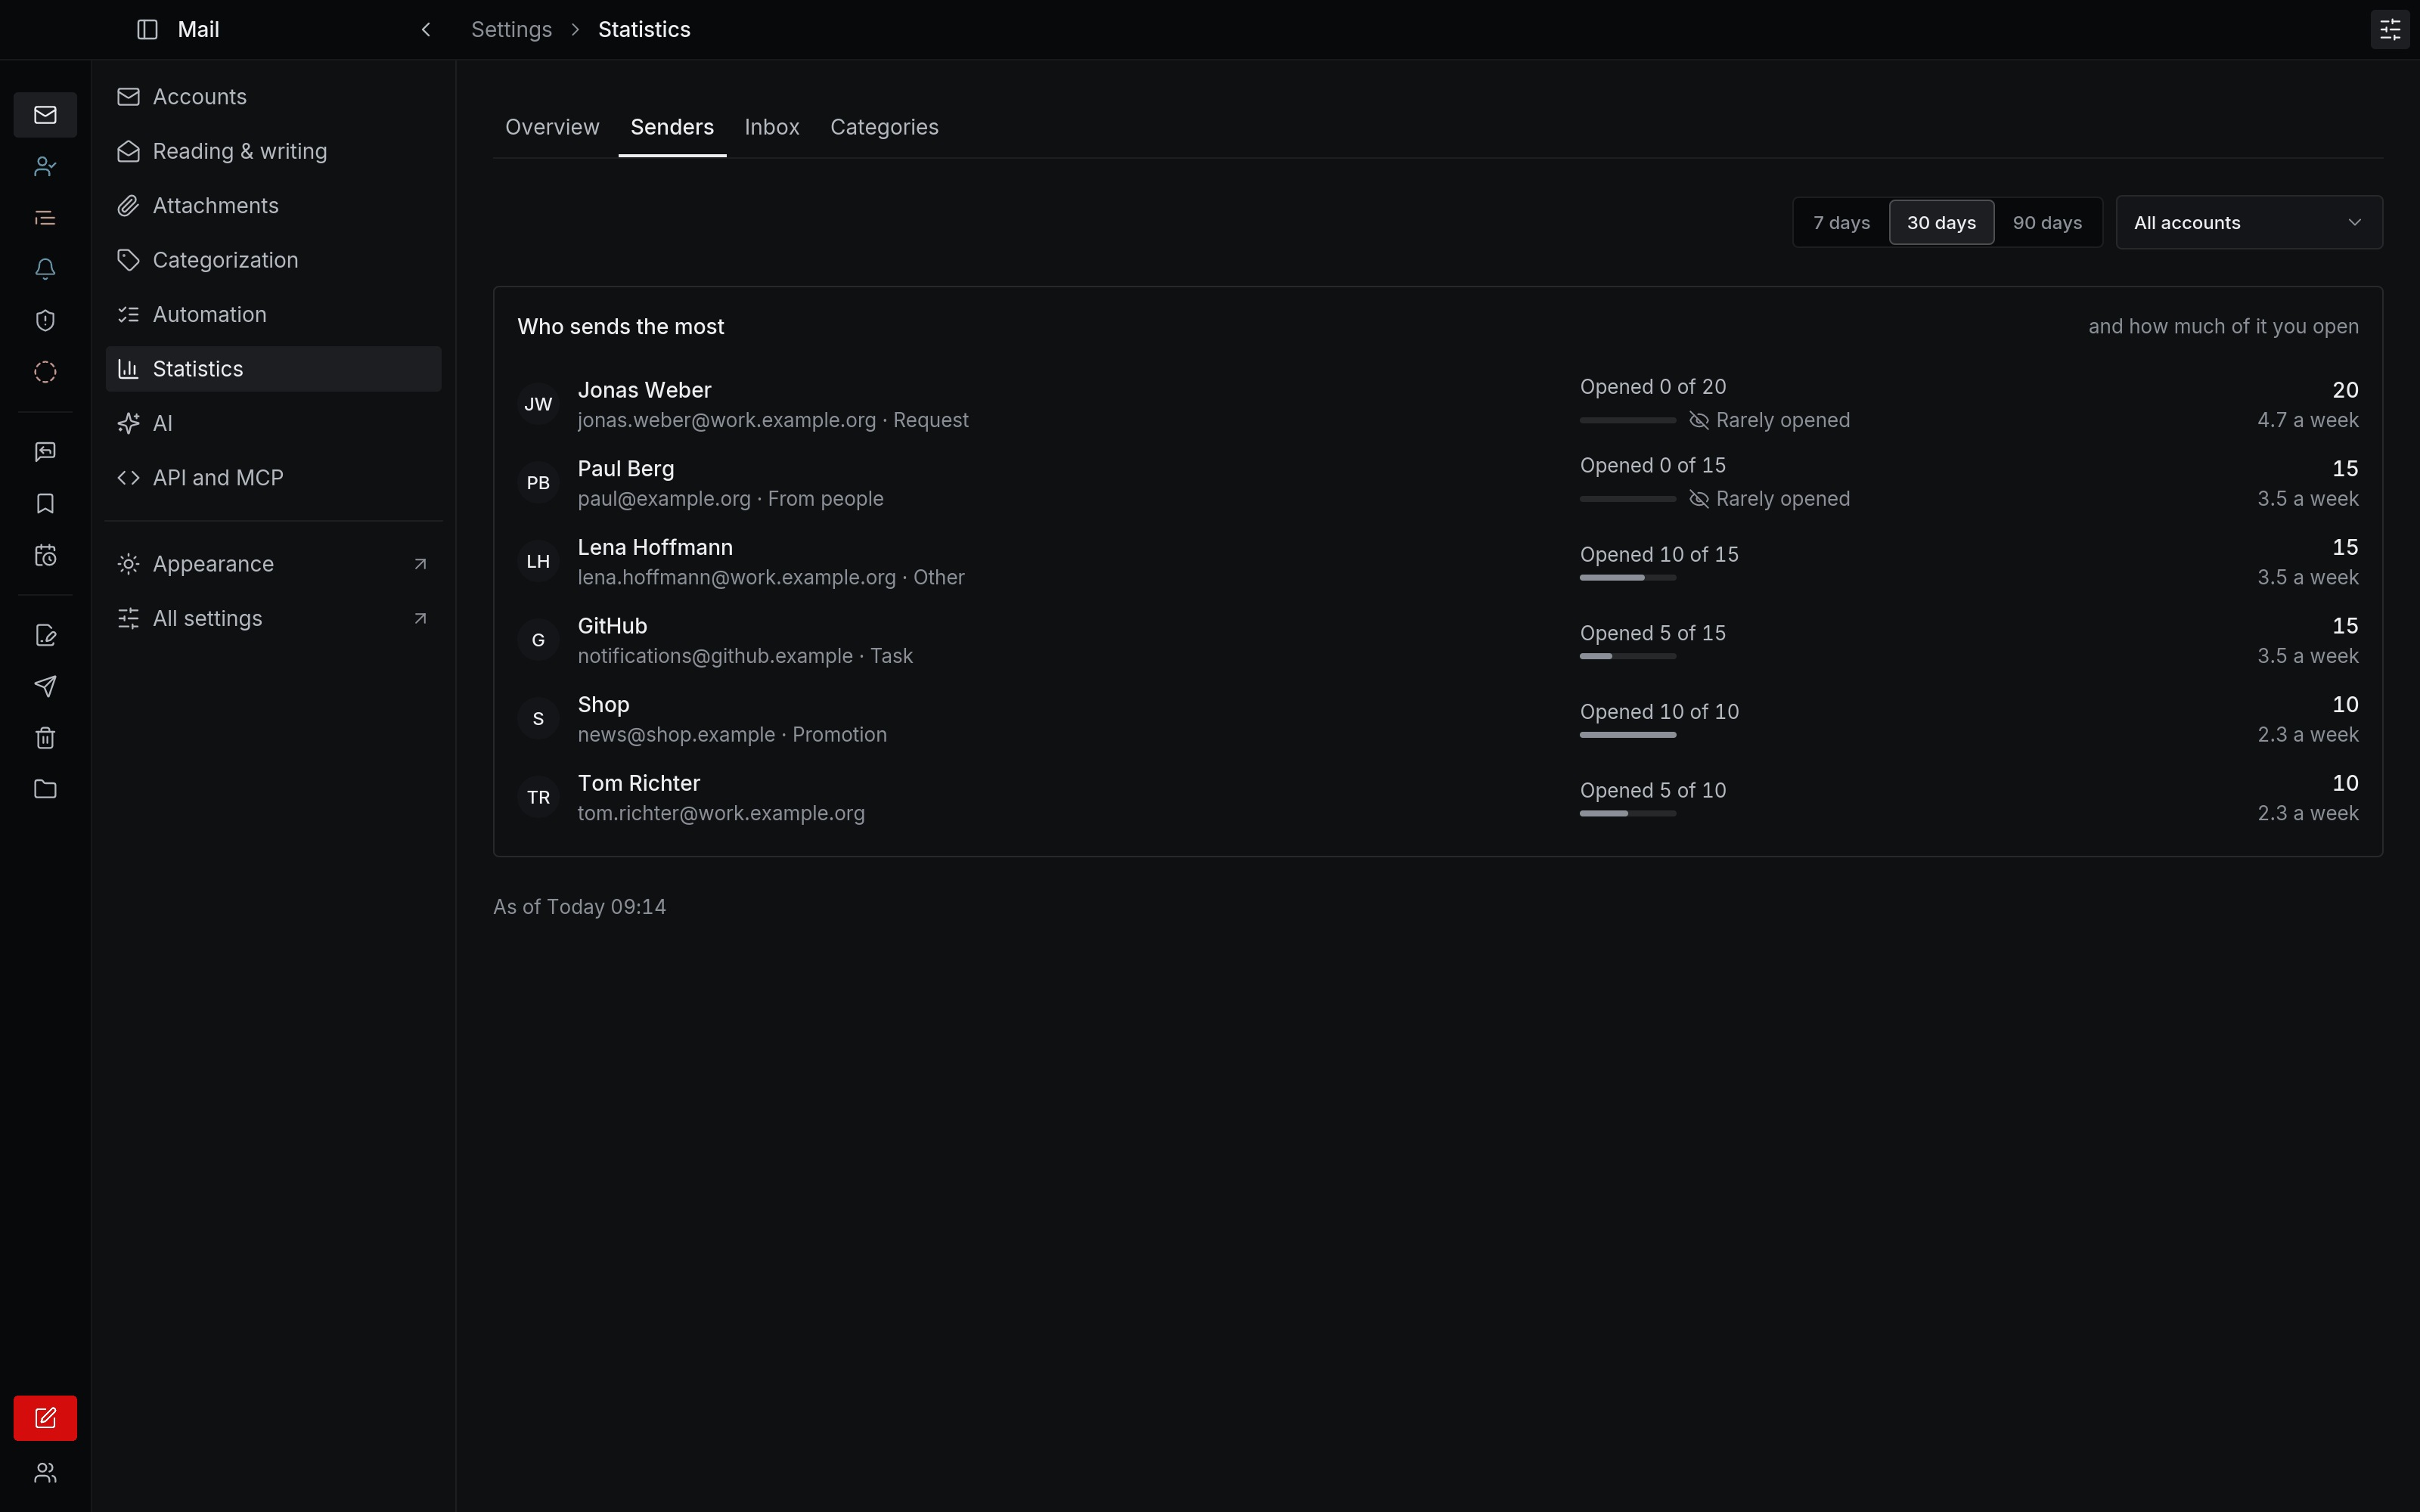 Mail
Settings > Statistics
Accounts
Reading & writing
Attachments
Categorization
Automation
Statistics
AI
API and MCP
Appearance
All settings
Overview Senders Inbox Categories
7 days 30 days 90 days All accounts
Who sends the most and how much of it you open
JW Jonas Weber Opened 0 of 20 20
jonas.weber@work.example.org · Request Rarely opened 4.7 a week
PB Paul Berg Opened 0 of 15 15
paul@example.org · From people Rarely opened 3.5 a week
LH Lena Hoffmann Opened 10 of 15 15
lena.hoffmann@work.example.org · Other 3.5 a week
G GitHub Opened 5 of 15 15
notifications@github.example · Task 3.5 a week
S Shop Opened 10 of 10 10
news@shop.example · Promotion 2.3 a week
TR Tom Richter Opened 5 of 10 10
tom.richter@work.example.org 2.3 a week
As of Today 09:14